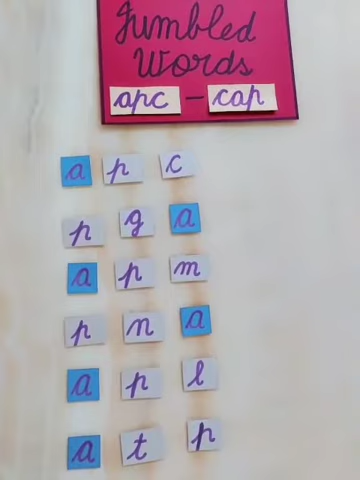 Jumbled
Words
apc - cap
a p c
p g a
a p m
p n a
a p l
a t p